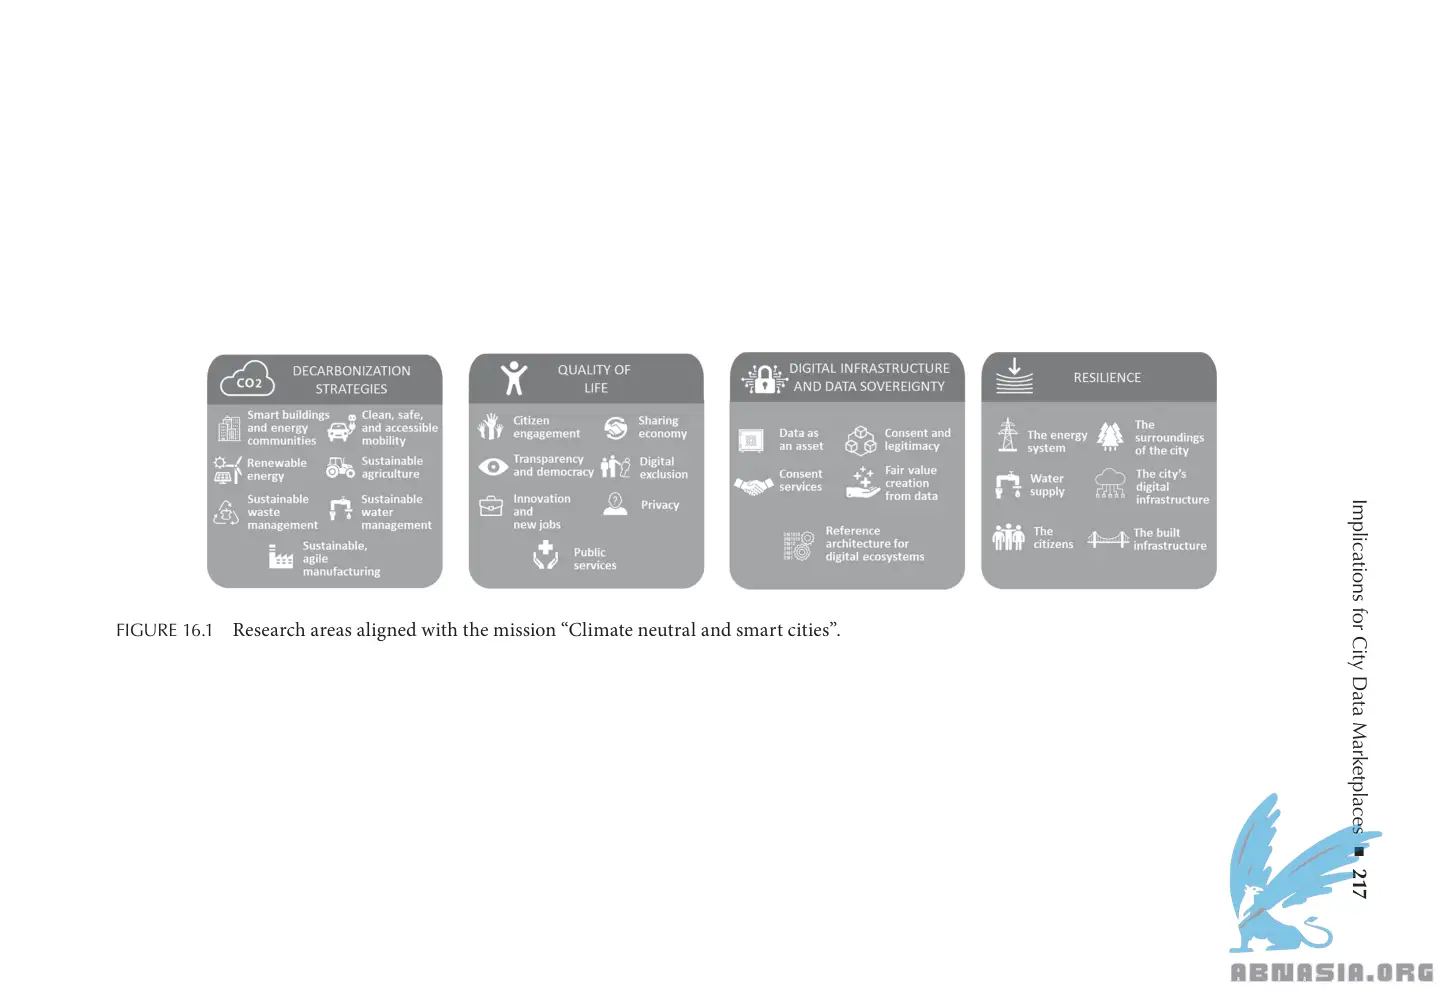 CO2
DECARBONIZATION
STRATEGIES
Smart buildings
and energy
communities
Clean, safe,
and accessible
mobility
Renewable
energy
Sustainable
agriculture
Sustainable
waste
management
Sustainable
water
management
Sustainable,
agile
manufacturing
QUALITY OF
LIFE
Citizen
engagement
Sharing
economy
Transparency
and democracy
Digital
exclusion
Innovation
and
new jobs
?
Privacy
Public
services
DIGITAL INFRASTRUCTURE
AND DATA SOVEREIGNTY
Data as
an asset
Consent and
legitimacy
Consent
services
Fair value
creation
from data
Reference
architecture for
digital ecosystems
RESILIENCE
The energy
system
The
surroundings
of the city
Water
supply
The city's
digital
infrastructure
The
citizens
The built
infrastructure
FIGURE 16.1 Research areas aligned with the mission “Climate neutral and smart cities”.
Implications for City Data Marketplaces ■ 217
ABNASIA.ORG